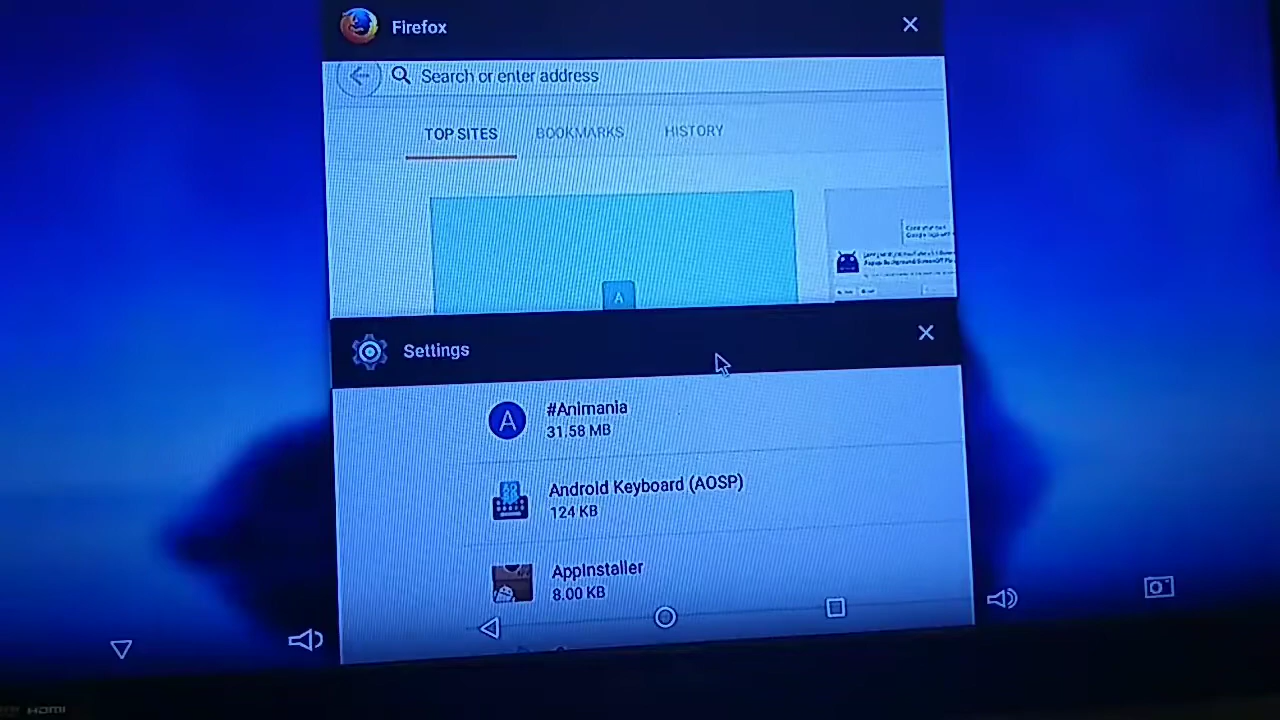 Firefox
Search or enter address
TOP SITES BOOKMARKS HISTORY
A
Settings
A
#Animania
31.58 MB
Android Keyboard (AOSP)
124 KB
AppInstaller
8.00 KB
HDMI